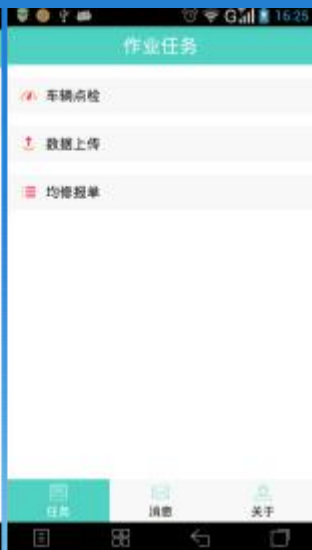 G 16:25
作业任务
车辆点检
数据上传
均修报单
任务
消息
关于